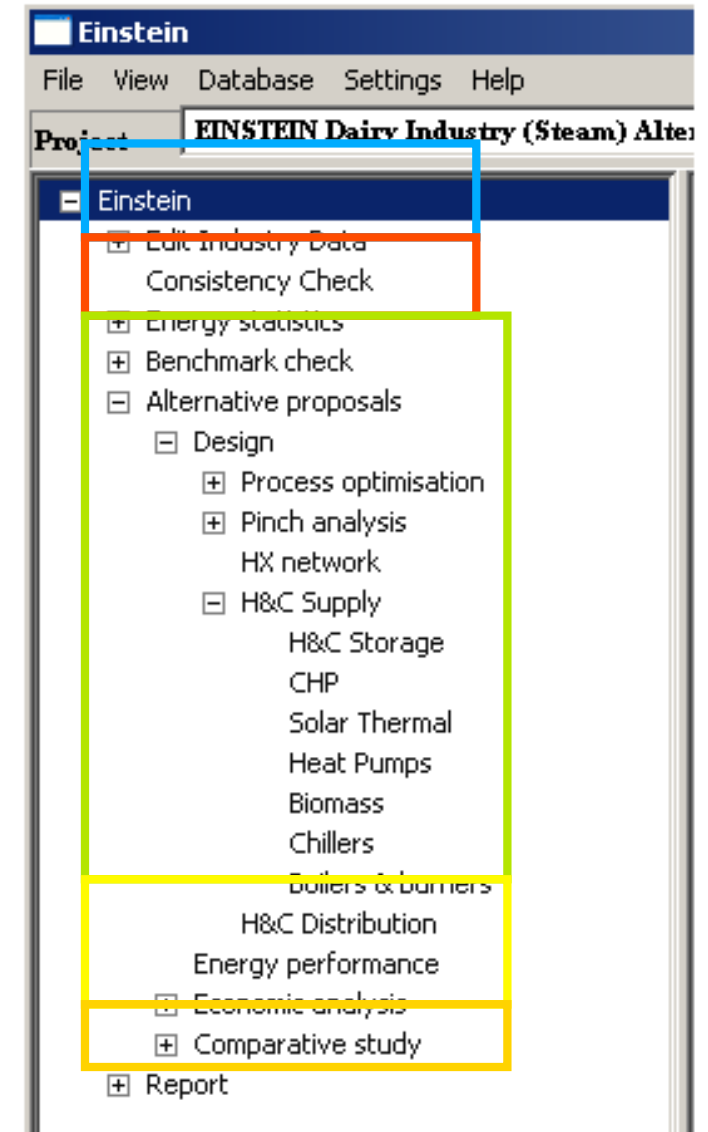 Einstein
File View Database Settings Help
Project EINSTEIN Dairy Industry (Steam)
Einstein
Edit Industry Data
Consistency Check
Energy statistics
Benchmark check
Alternative proposals
Design
Process optimisation
Pinch analysis
HX network
H&C Supply
H&C Storage
CHP
Solar Thermal
Heat Pumps
Biomass
Chillers
Boilers & burners
H&C Distribution
Energy performance
Economic analysis
Comparative study
Report